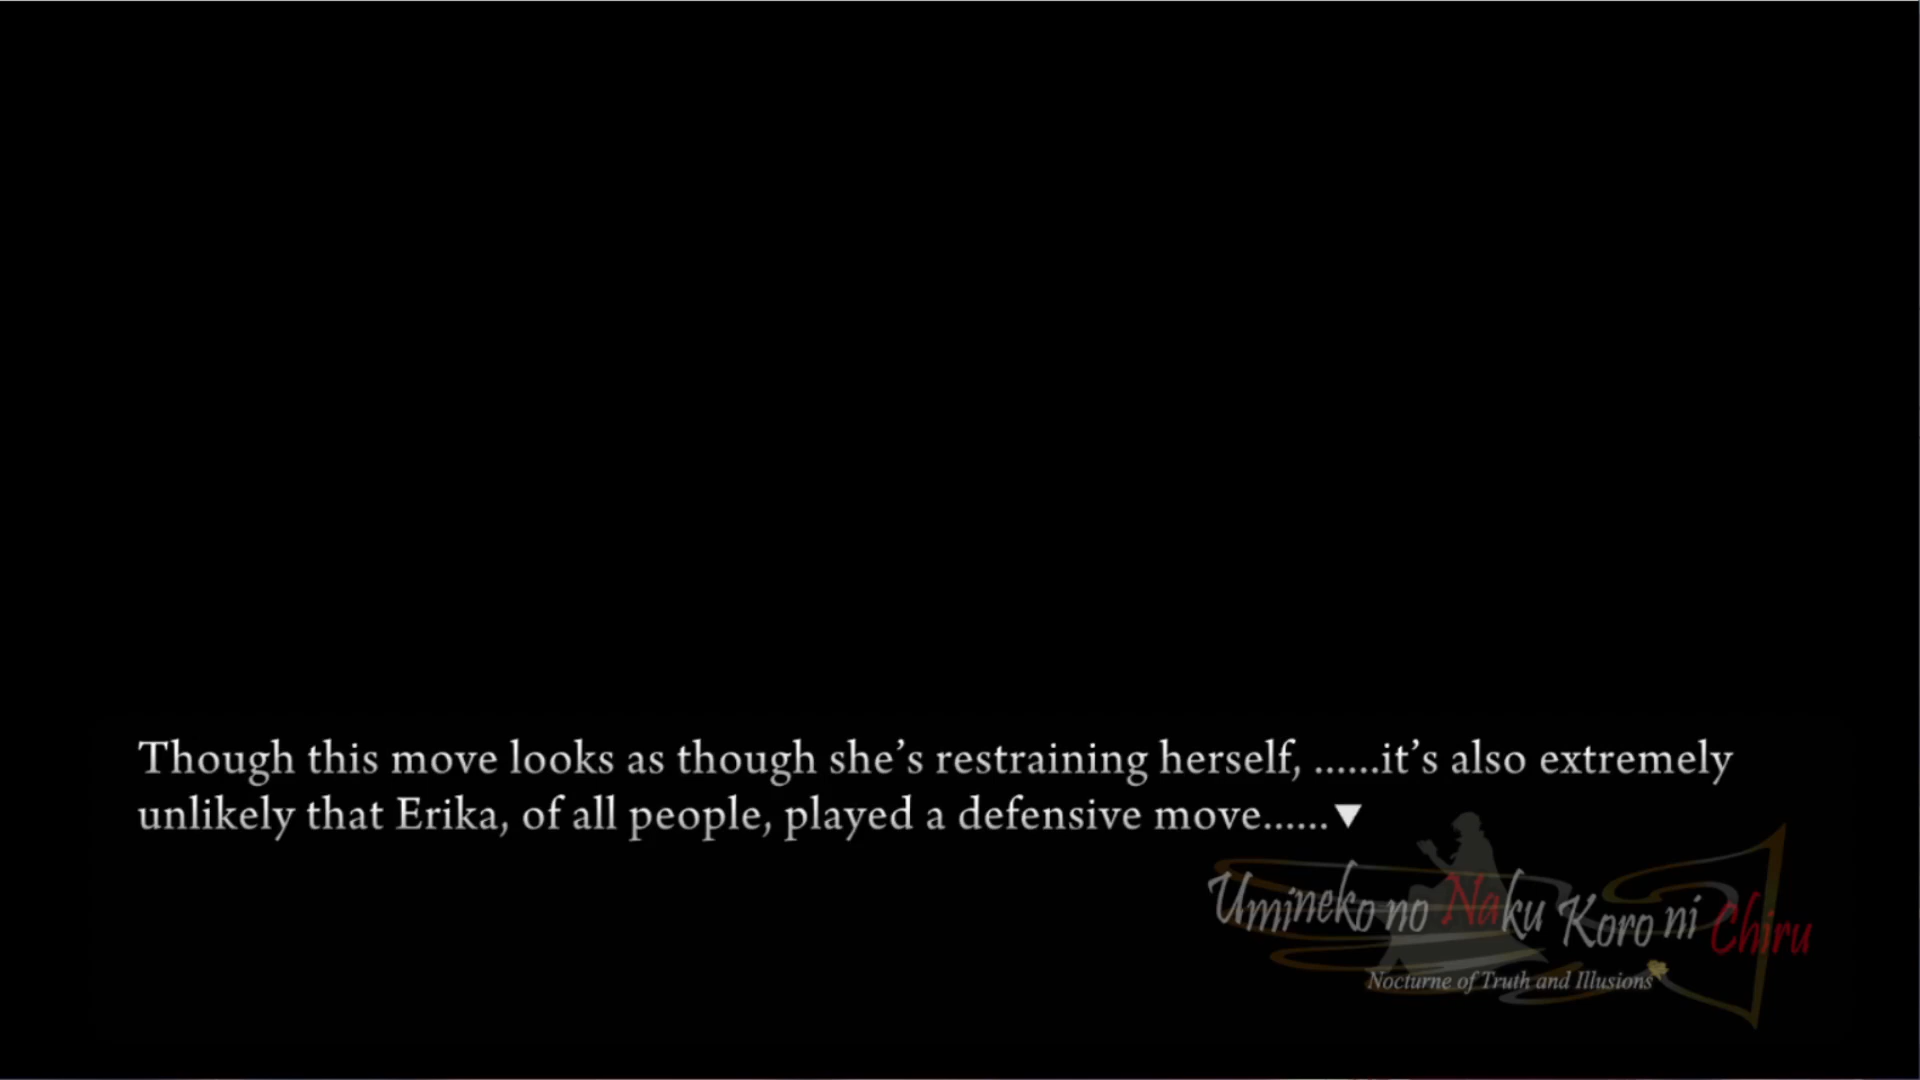 Though this move looks as though she’s restraining herself, ......it’s also extremely
unlikely that Erika, of all people, played a defensive move......▼
Umineko no Naku Koro ni Chiru
Nocturne of Truth and Illusions